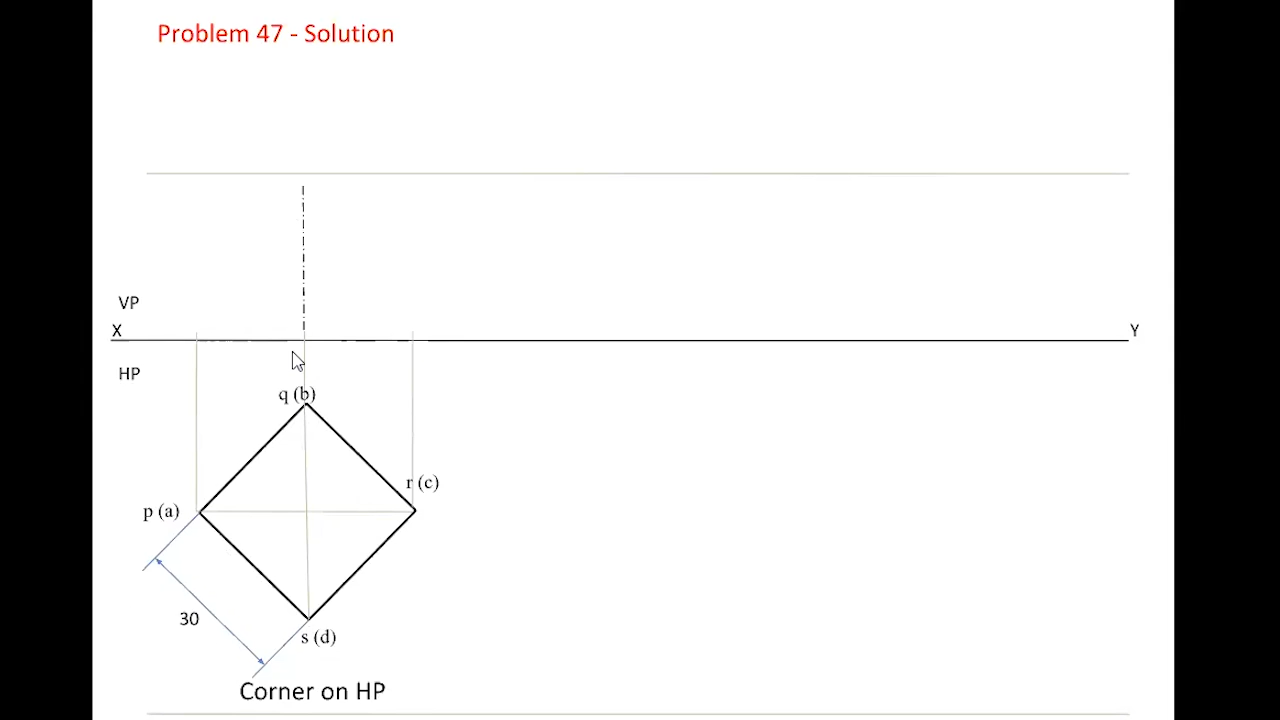 Problem 47 - Solution
VP
X
Y
HP
q (b)
r (c)
p (a)
30
s (d)
Corner on HP